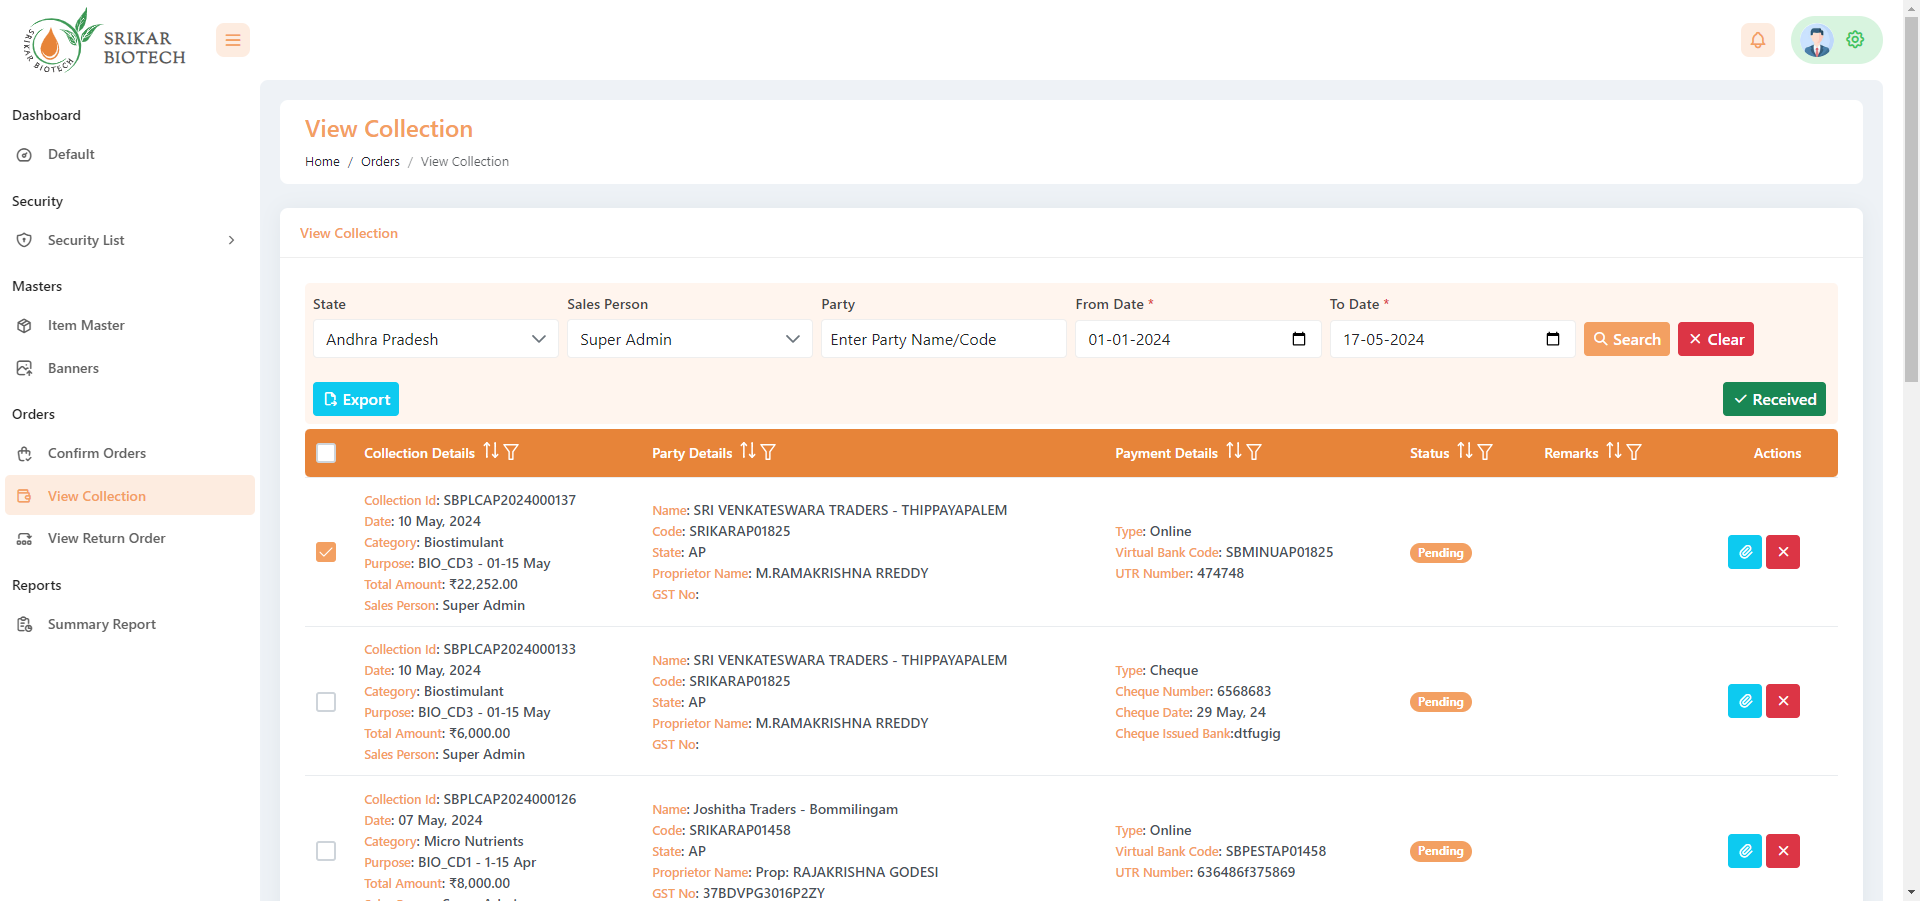 SRIKAR
BIOTECH
SRIKAR BIOTECH
Dashboard
Default
Security
Security List
Masters
Item Master
Banners
Orders
Confirm Orders
View Collection
View Return Order
Reports
Summary Report
View Collection
Home / Orders / View Collection
View Collection
State Sales Person Party From Date * To Date *
Andhra Pradesh Super Admin Enter Party Name/Code 01-01-2024 17-05-2024 Search Clear
Export Received
Collection Details Party Details Payment Details Status Remarks Actions
Collection Id: SBPLCAP2024000137
Date: 10 May, 2024
Category: Biostimulant
Purpose: BIO_CD3 - 01-15 May
Total Amount: ₹22,252.00
Sales Person: Super Admin
Name: SRI VENKATESWARA TRADERS - THIPPAYAPALEM
Code: SRIKARAP01825
State: AP
Proprietor Name: M.RAMAKRISHNA RREDDY
GST No:
Type: Online
Virtual Bank Code: SBMINUAP01825
UTR Number: 474748
Pending
Collection Id: SBPLCAP2024000133
Date: 10 May, 2024
Category: Biostimulant
Purpose: BIO_CD3 - 01-15 May
Total Amount: ₹6,000.00
Sales Person: Super Admin
Name: SRI VENKATESWARA TRADERS - THIPPAYAPALEM
Code: SRIKARAP01825
State: AP
Proprietor Name: M.RAMAKRISHNA RREDDY
GST No:
Type: Cheque
Cheque Number: 6568683
Cheque Date: 29 May, 24
Cheque Issued Bank:dtfugig
Pending
Collection Id: SBPLCAP2024000126
Date: 07 May, 2024
Category: Micro Nutrients
Purpose: BIO_CD1 - 1-15 Apr
Total Amount: ₹8,000.00
Name: Joshitha Traders - Bommilingam
Code: SRIKARAP01458
State: AP
Proprietor Name: Prop: RAJAKRISHNA GODESI
GST No: 37BDVPG3016P2ZY
Type: Online
Virtual Bank Code: SBPESTAP01458
UTR Number: 636486f375869
Pending